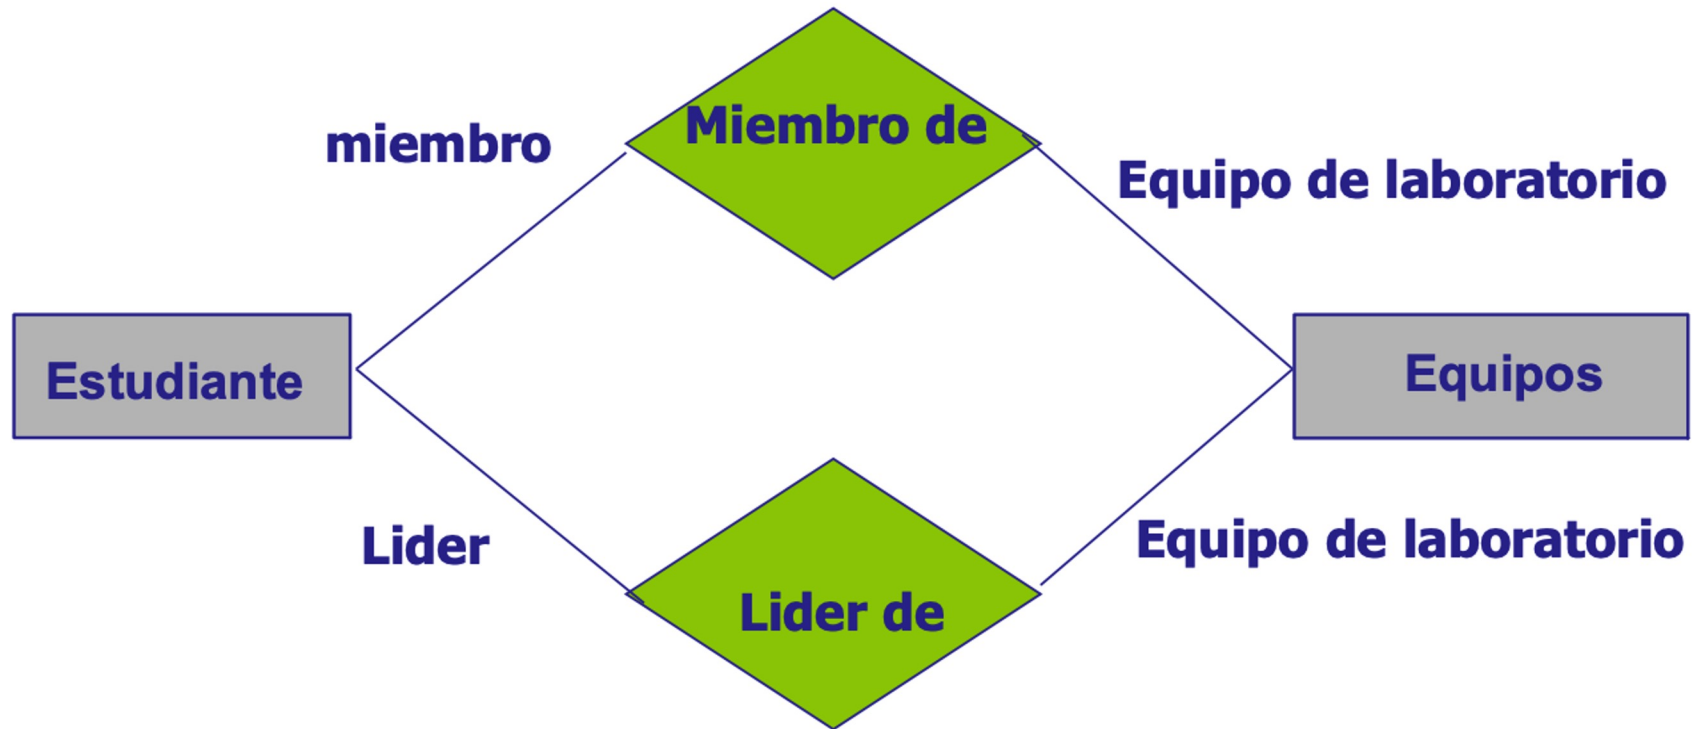 Miembro de
miembro
Equipo de laboratorio
Estudiante
Equipos
Lider
Equipo de laboratorio
Lider de